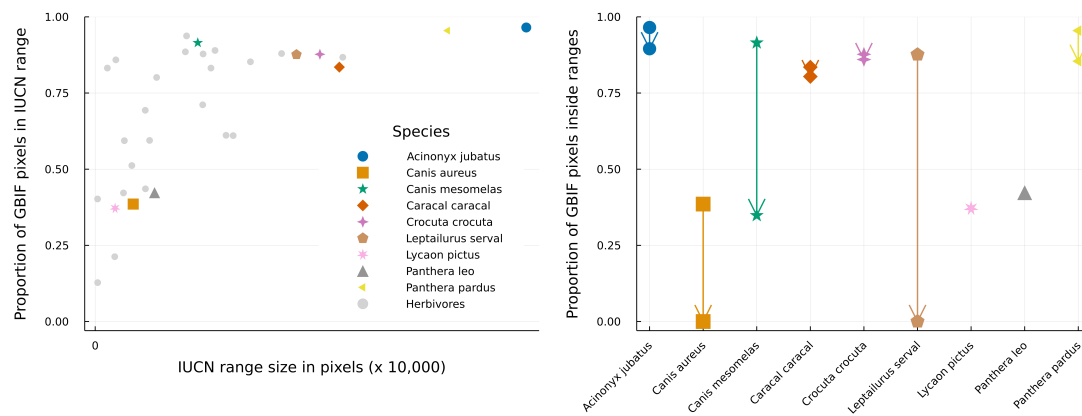 Proportion of GBIF pixels in IUCN range
1.00
0.75
0.50
0.25
0.00
0
IUCN range size in pixels (x 10,000)
Species
Acinonyx jubatus
Canis aureus
Canis mesomelas
Caracal caracal
Crocuta crocuta
Leptailurus serval
Lycaon pictus
Panthera leo
Panthera pardus
Herbivores
Proportion of GBIF pixels inside ranges
1.00
0.75
0.50
0.25
0.00
Acinonyx jubatus
Canis aureus
Canis mesomelas
Caracal caracal
Crocuta crocuta
Leptailurus serval
Lycaon pictus
Panthera leo
Panthera pardus